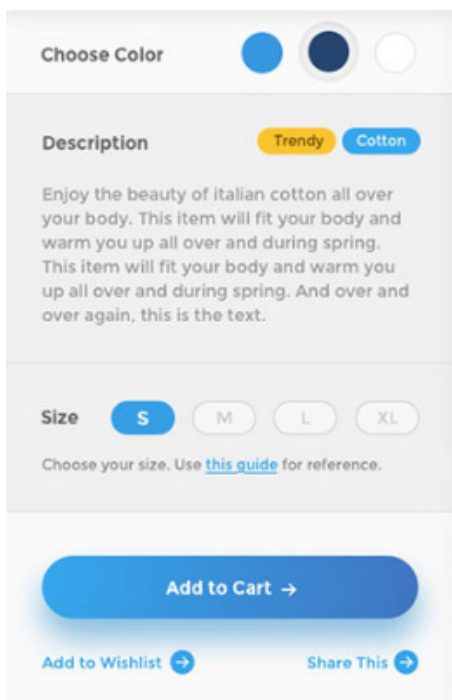 Choose Color
Description
Trendy
Cotton
Enjoy the beauty of italian cotton all over
your body. This item will fit your body and
warm you up all over and during spring.
This item will fit your body and warm you
up all over and during spring. And over and
over again, this is the text.
Size
S
M
L
XL
Choose your size. Use this guide for reference.
Add to Cart →
Add to Wishlist →
Share This →